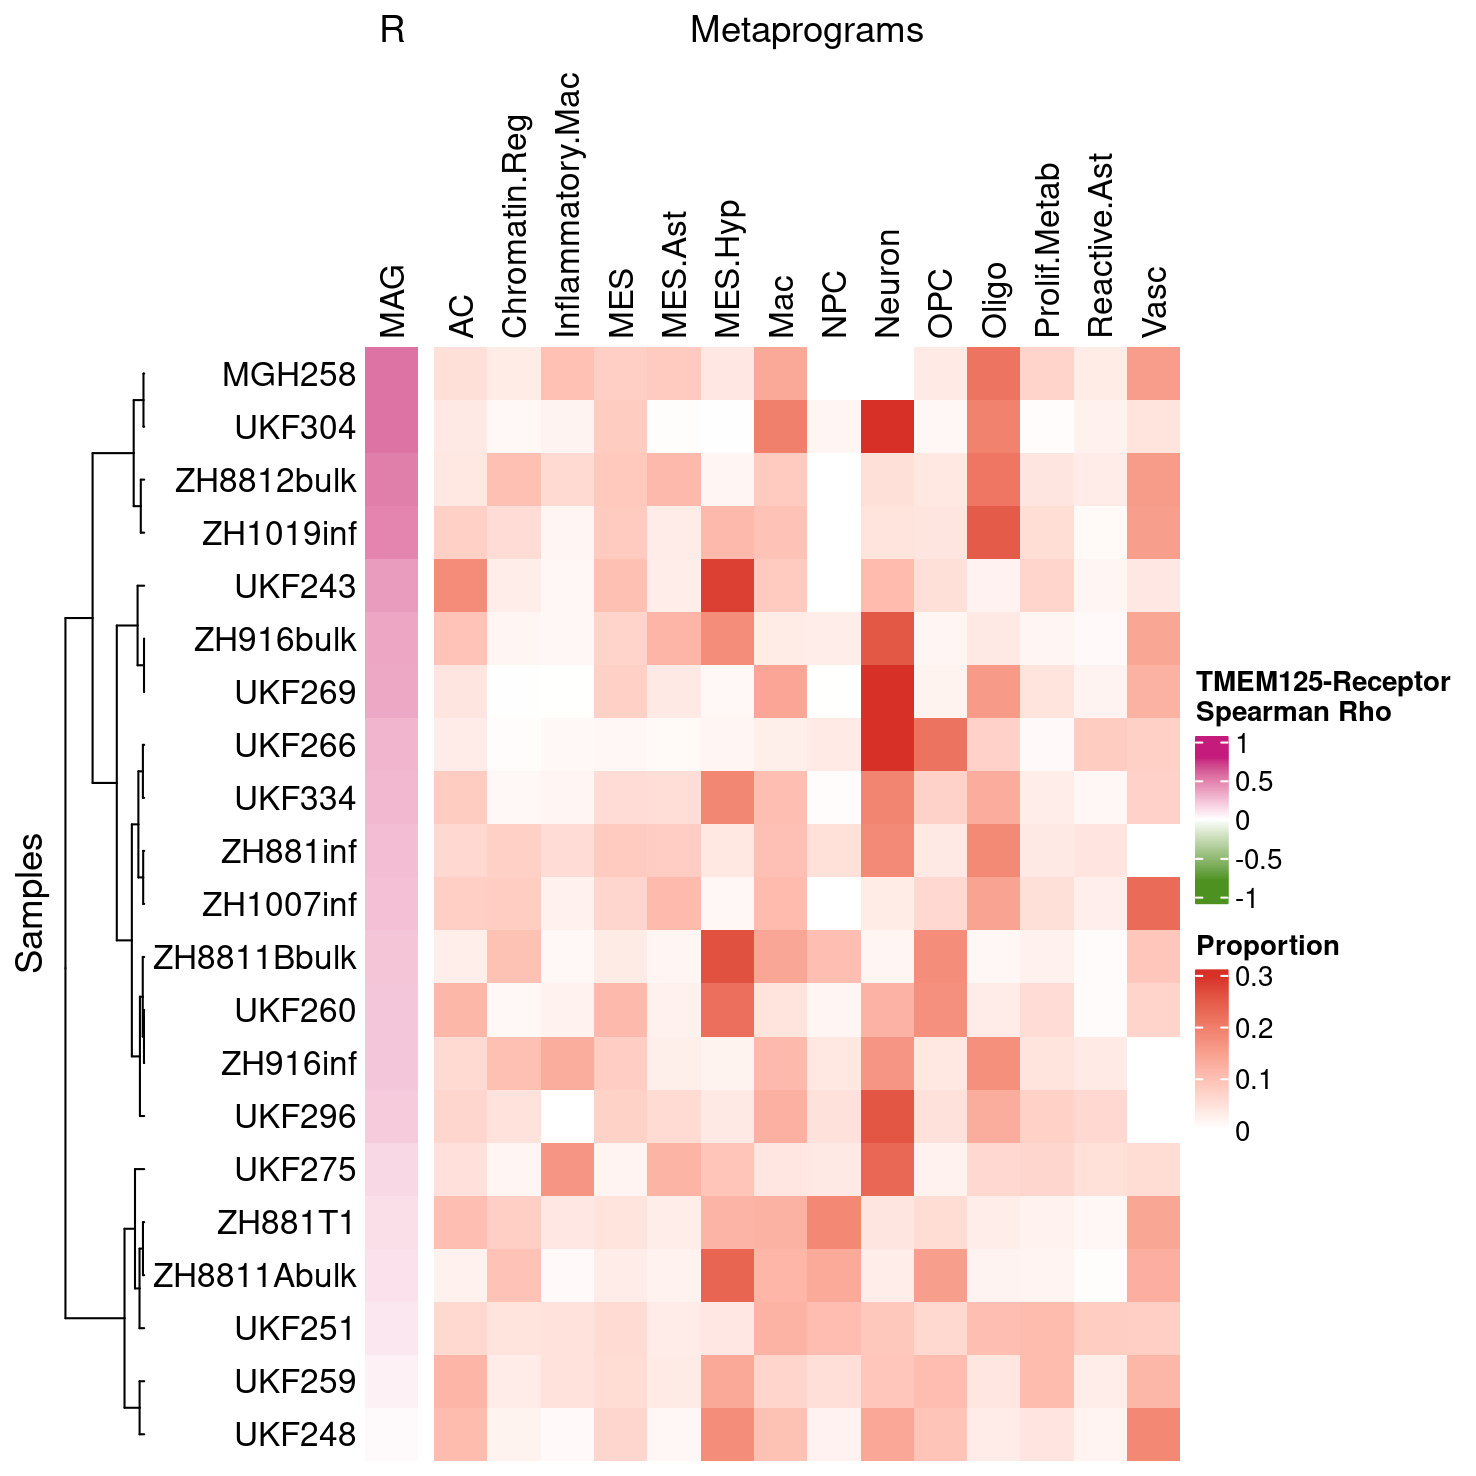 R
Metaprograms
MAG
AC
Chromatin.Reg
Inflammatory.Mac
MES
MES.Ast
MES.Hyp
Mac
NPC
Neuron
OPC
Oligo
Prolif.Metab
Reactive.Ast
Vasc
Samples
MGH258
UKF304
ZH8812bulk
ZH1019inf
UKF243
ZH916bulk
UKF269
UKF266
UKF334
ZH881inf
ZH1007inf
ZH8811Bbulk
UKF260
ZH916inf
UKF296
UKF275
ZH881T1
ZH8811Abulk
UKF251
UKF259
UKF248
TMEM125-Receptor
Spearman Rho
1
0.5
0
-0.5
-1
Proportion
0.3
0.2
0.1
0